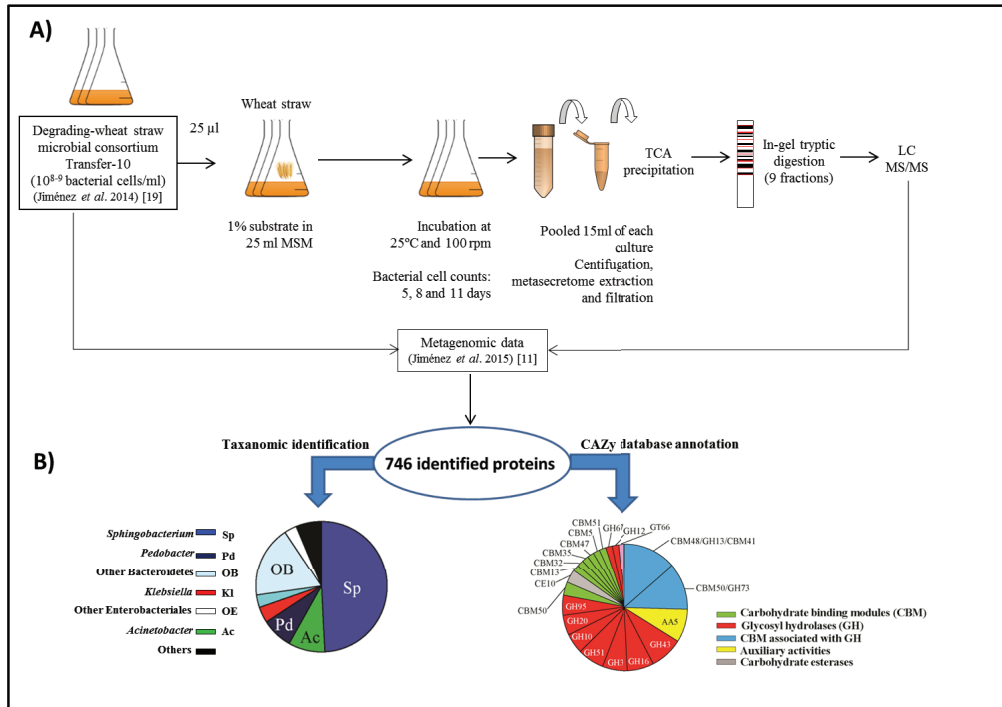 A)
Degrading-wheat straw
microbial consortium
Transfer-10
(10⁸⁻⁹ bacterial cells/ml)
(Jiménez et al. 2014) [19]
25 µl
Wheat straw
1% substrate in
25 ml MSM
Incubation at
25°C and 100 rpm
Bacterial cell counts:
5, 8 and 11 days
Pooled 15ml of each
culture
Centifugation,
metasecretome extraction
and filtration
TCA
precipitation
In-gel tryptic
digestion
(9 fractions)
LC
MS/MS
Metagenomic data
(Jiménez et al. 2015) [11]
Taxanomic identification
746 identified proteins
CAZy database annotation
B)
Sphingobacterium Sp
Pedobacter Pd
Other Bacteroidetes OB
Klebsiella Kl
Other Enterobacteriales OE
Acinetobacter Ac
Others
OB
Sp
Pd
Ac
CBM51
CBM5
CBM47
CBM35
CBM32
CBM13
CE10
CBM50
GH67
GH12
GT66
CBM48/GH13/CBM41
CBM50/GH73
AA5
GH43
GH16
GH3
GH51
GH10
GH20
GH95
Carbohydrate binding modules (CBM)
Glycosyl hydrolases (GH)
CBM associated with GH
Auxiliary activities
Carbohydrate esterases